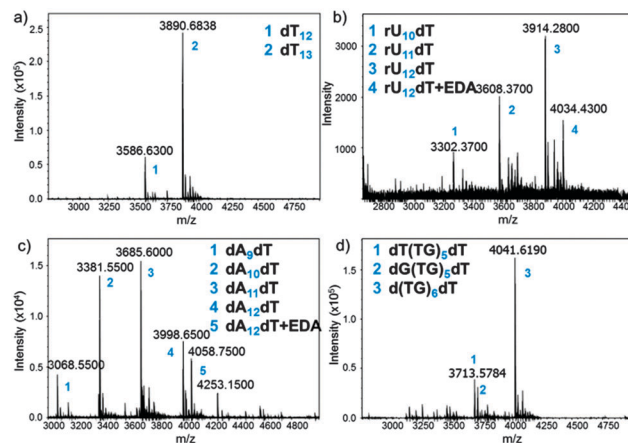 a)
3890.6838
1 dT12
2 dT13
2
3586.6300
1
Intensity (x10⁵)
2.5
2.0
1.5
1.0
0.5
0.0
3000 3250 3500 3750 4000 4250 4500 4750
m/z
b)
1 rU10dT
2 rU11dT
3 rU12dT
4 rU12dT+EDA
3914.2800
3
3608.3700
2
4034.4300
4
1
3302.3700
Intensity
3000
2000
1000
2800 3000 3200 3400 3600 3800 4000 4200 440
m/z
c)
3685.6000
3381.5500
3
2
1 dA9dT
2 dA10dT
3 dA11dT
4 dA12dT
5 dA12dT+EDA
3998.6500
4058.7500
4
5
3068.5500
1
4253.1500
Intensity (x10⁴)
1.5
1.0
0.5
0.0
3000 3200 3400 3600 3800 4000 4200 4400 4600 4800
m/z
d)
1 dT(TG)5dT
2 dG(TG)5dT
3 d(TG)6dT
4041.6190
3
1
3713.5784
2
Intensity (x10⁵)
1.5
1.0
0.5
0.0
3000 3250 3500 3750 4000 4250 4500 4750
m/z